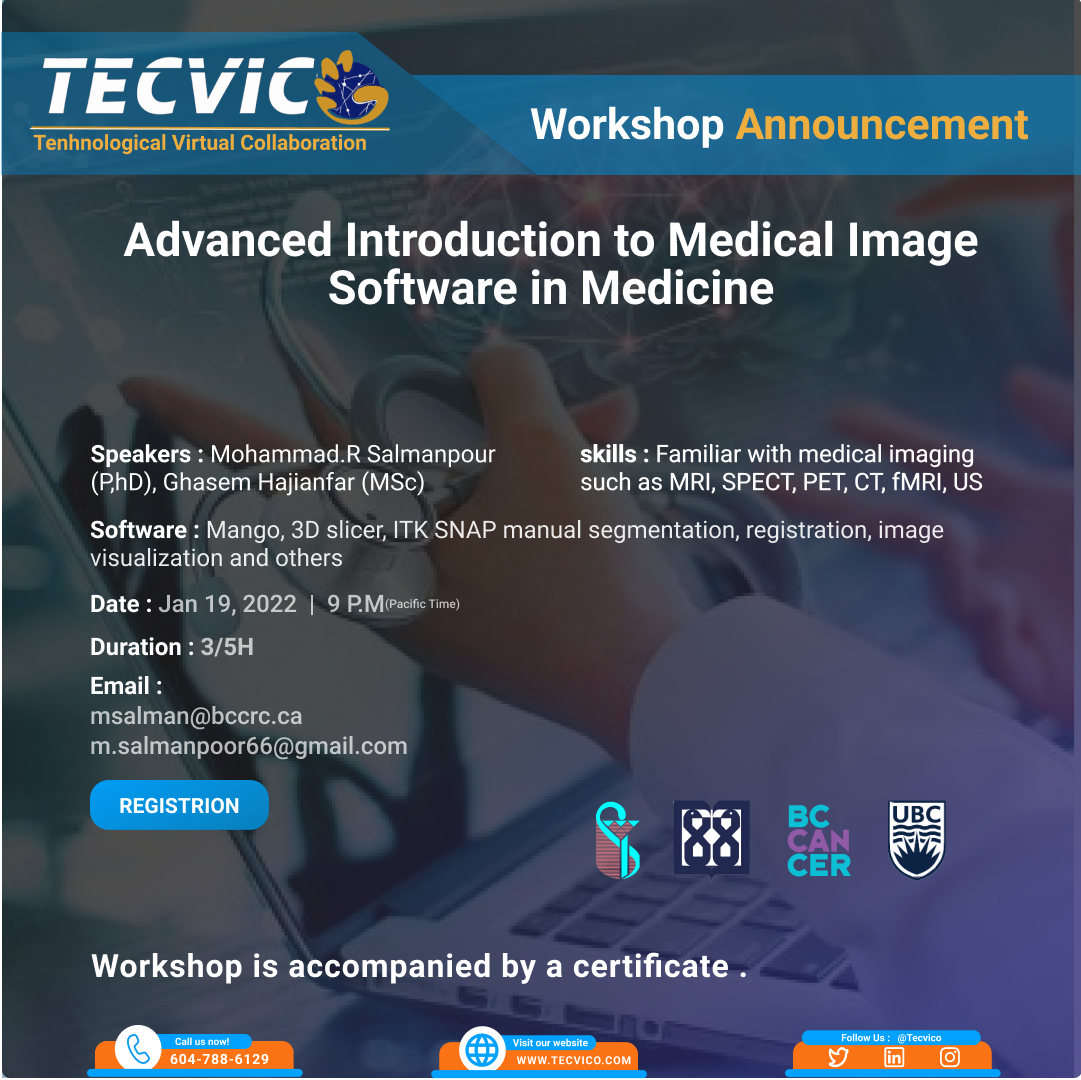 TECVICO
Tenhnological Virtual Collaboration
Workshop Announcement
Advanced Introduction to Medical Image
Software in Medicine
Speakers : Mohammad.R Salmanpour
(P,hD), Ghasem Hajianfar (MSc)
skills : Familiar with medical imaging
such as MRI, SPECT, PET, CT, fMRI, US
Software : Mango, 3D slicer, ITK SNAP manual segmentation, registration, image
visualization and others
Date : Jan 19, 2022 | 9 P.M(Pacific Time)
Duration : 3/5H
Email :
msalman@bccrc.ca
m.salmanpoor66@gmail.com
REGISTRION
BC
CAN
CER
UBC
Workshop is accompanied by a certificate .
Call us now!
604-788-6129
Visit our website
WWW.TECVICO.COM
Follow Us : @Tecvico